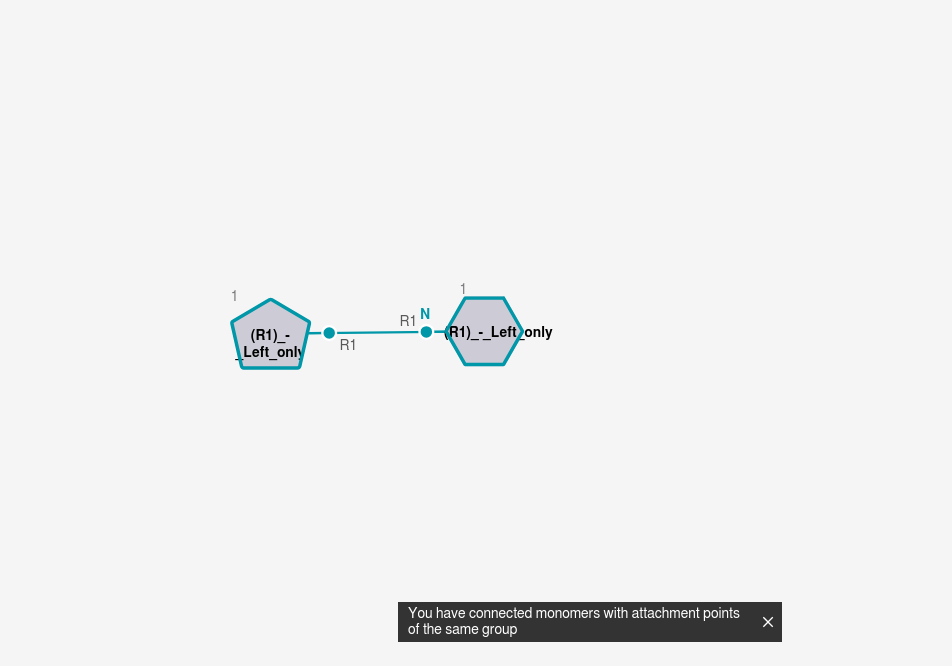 1
(R1)_-
_Left_only
R1
R1
N
1
(R1)_-_Left_only
You have connected monomers with attachment points
of the same group